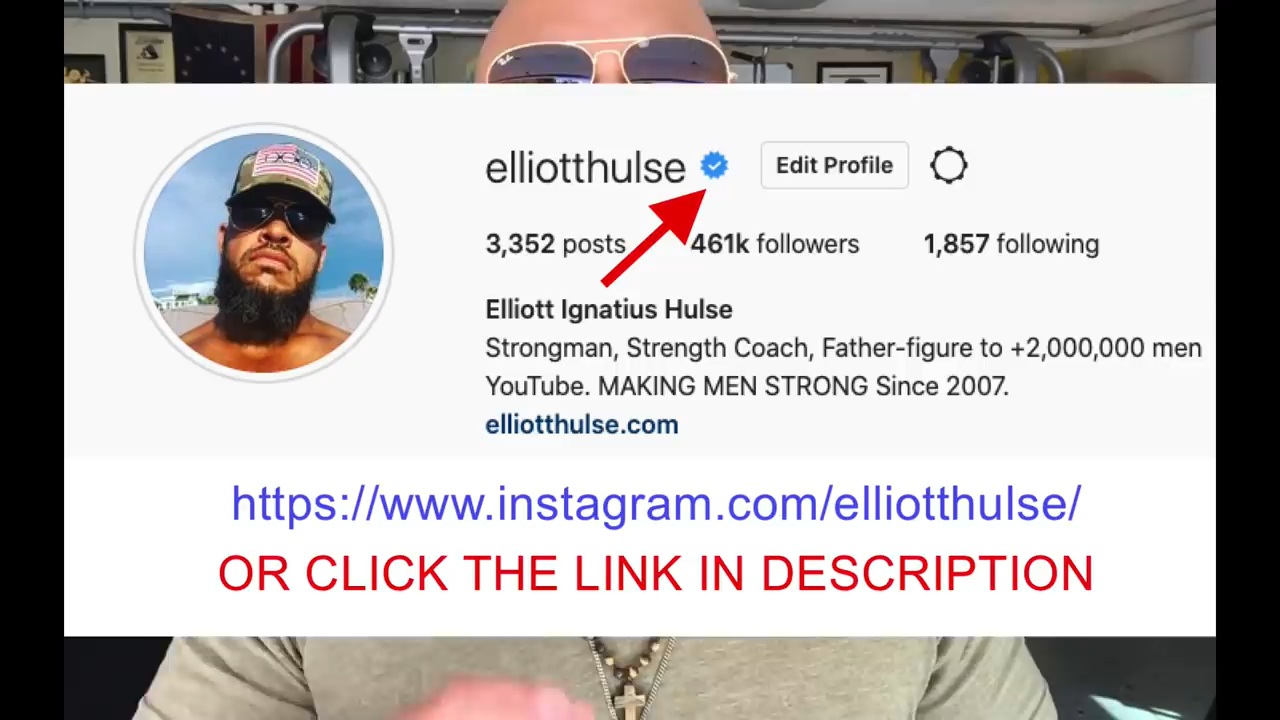 elliotthulse Edit Profile
3,352 posts 461k followers 1,857 following
Elliott Ignatius Hulse
Strongman, Strength Coach, Father-figure to +2,000,000 men
YouTube. MAKING MEN STRONG Since 2007.
elliotthulse.com
https://www.instagram.com/elliotthulse/
OR CLICK THE LINK IN DESCRIPTION